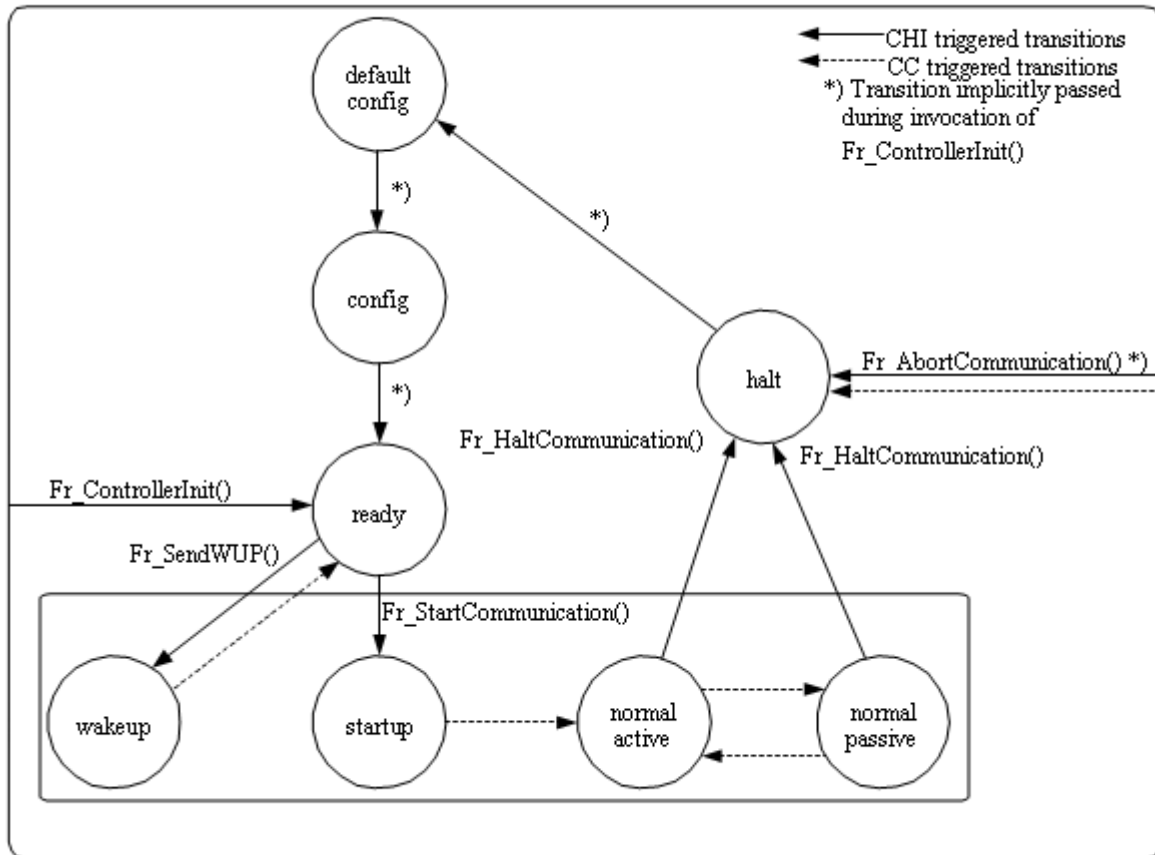 CHI triggered transitions
CC triggered transitions
*) Transition implicitly passed
during invocation of
Fr_ControllerInit()
default
config
*)
*)
config
*)
halt
Fr_AbortCommunication() *)
Fr_HaltCommunication()
Fr_HaltCommunication()
Fr_ControllerInit()
ready
Fr_SendWUP()
Fr_StartCommunication()
wakeup
startup
normal
active
normal
passive